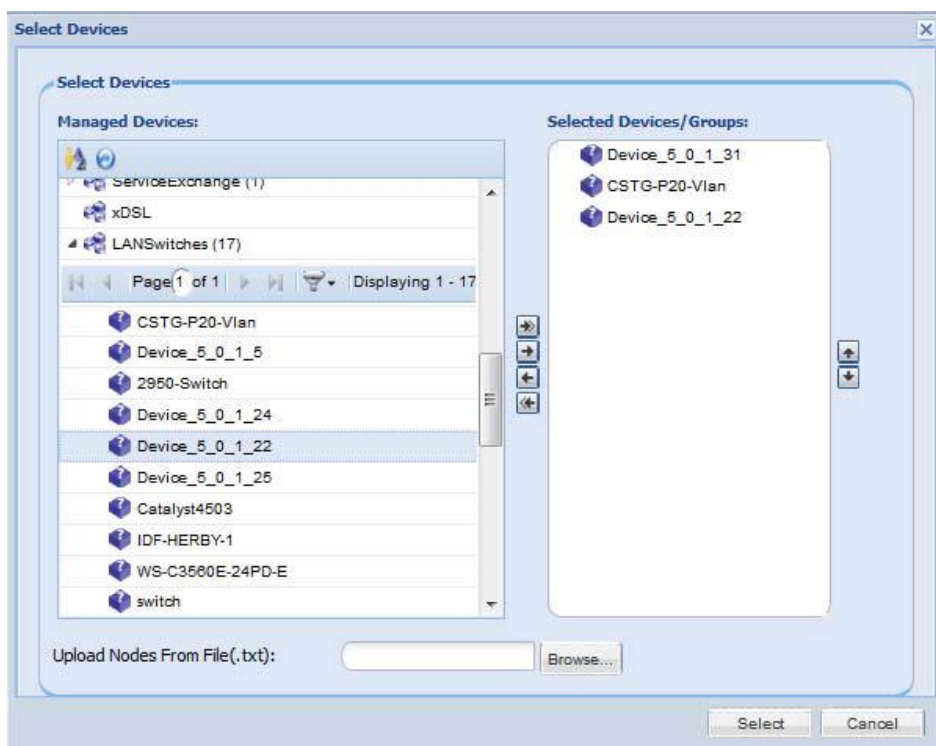 Select Devices
Select Devices
Managed Devices:
ServiceExchange (1)
xDSL
LANSwitches (17)
Page 1 of 1 Displaying 1 - 17
CSTG-P20-Vlan
Device_5_0_1_5
2950-Switch
Device_5_0_1_24
Device_5_0_1_22
Device_5_0_1_25
Catalyst4503
IDF-HERBY-1
WS-C3560E-24PD-E
switch
Selected Devices/Groups:
Device_5_0_1_31
CSTG-P20-Vlan
Device_5_0_1_22
Upload Nodes From File(.txt):
Browse...
Select
Cancel